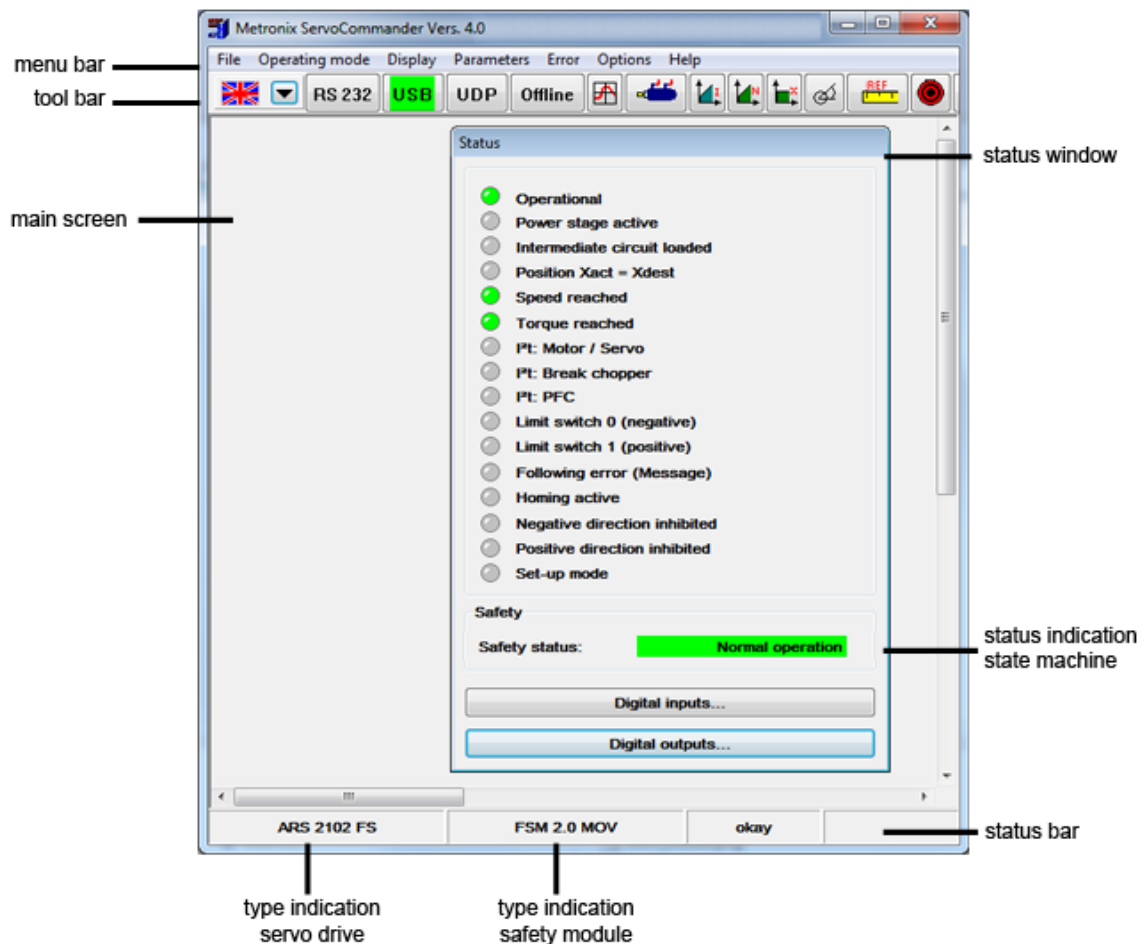 Metronix ServoCommander Vers. 4.0
File Operating mode Display Parameters Error Options Help
menu bar
tool bar
RS 232 USB UDP Offline REF
Status
status window
Operational
Power stage active
main screen
Intermediate circuit loaded
Position Xact = Xdest
Speed reached
Torque reached
I²t: Motor / Servo
I²t: Break chopper
I²t: PFC
Limit switch 0 (negative)
Limit switch 1 (positive)
Following error (Message)
Homing active
Negative direction inhibited
Positive direction inhibited
Set-up mode
Safety
Safety status: Normal operation
status indication
state machine
Digital inputs...
Digital outputs...
ARS 2102 FS FSM 2.0 MOV okay
status bar
type indication
servo drive
type indication
safety module